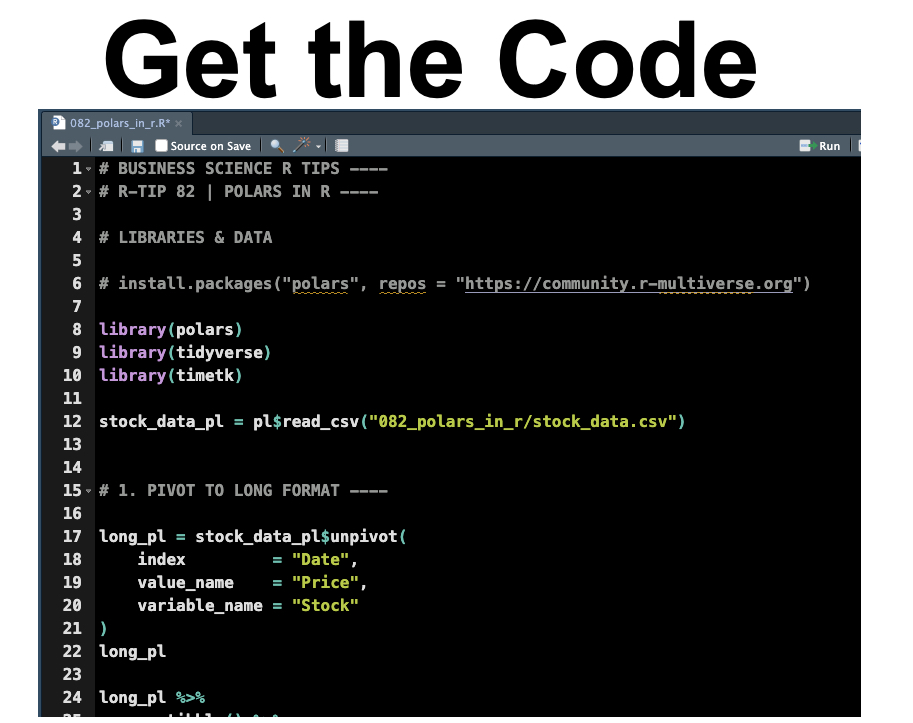 Get the Code
082_polars_in_r.R*
Source on Save
Run
1 # BUSINESS SCIENCE R TIPS ----
2 # R-TIP 82 | POLARS IN R ----
3
4 # LIBRARIES & DATA
5
6 # install.packages("polars", repos = "https://community.r-multiverse.org")
7
8 library(polars)
9 library(tidyverse)
10 library(timetk)
11
12 stock_data_pl = pl$read_csv("082_polars_in_r/stock_data.csv")
13
14
15 # 1. PIVOT TO LONG FORMAT ----
16
17 long_pl = stock_data_pl$unpivot(
18     index         = "Date",
19     value_name    = "Price",
20     variable_name = "Stock"
21 )
22 long_pl
23
24 long_pl %>%